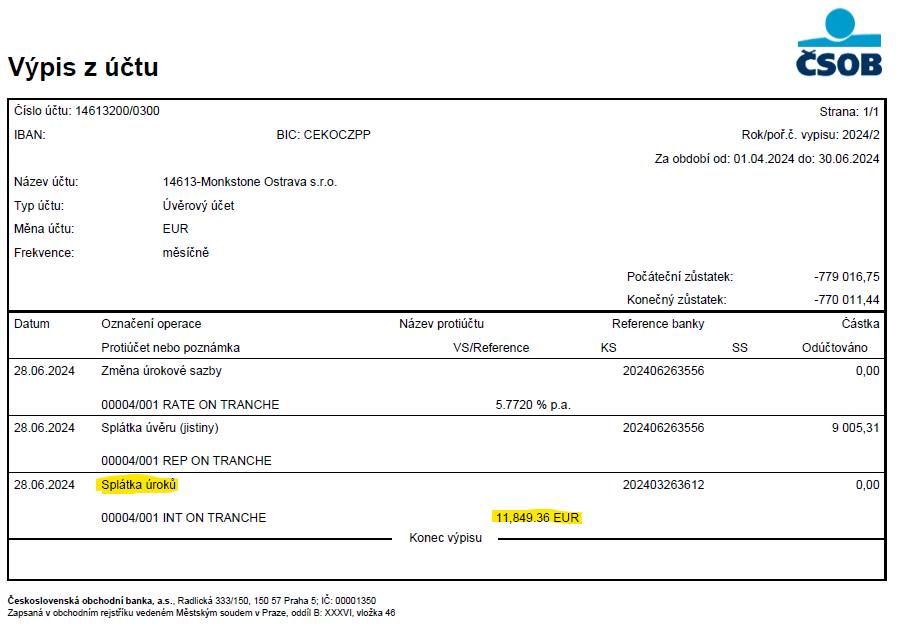 ČSOB
Výpis z účtu
Číslo účtu: 14613200/0300 Strana: 1/1
IBAN: BIC: CEKOCZPP Rok/poř.č. výpisu: 2024/2
Za období od: 01.04.2024 do: 30.06.2024
Název účtu: 14613-Monkstone Ostrava s.r.o.
Typ účtu: Úvěrový účet
Měna účtu: EUR
Frekvence: měsíčně
Počáteční zůstatek: -779 016,75
Konečný zůstatek: -770 011,44
Datum Označení operace Název protiúčtu Reference banky Částka
Protiúčet nebo poznámka VS/Reference KS SS Odúčtováno
28.06.2024 Změna úrokové sazby 202406263556 0,00
00004/001 RATE ON TRANCHE 5.7720 % p.a.
28.06.2024 Splátka úvěru (jistiny) 202406263556 9 005,31
00004/001 REP ON TRANCHE
28.06.2024 Splátka úroků 202403263612 0,00
00004/001 INT ON TRANCHE 11,849.36 EUR
Konec výpisu
Československá obchodní banka, a.s., Radlická 333/150, 150 57 Praha 5; IČ: 00001350
Zapsaná v obchodním rejstříku vedeném Městským soudem v Praze, oddíl B: XXXVI, vložka 46